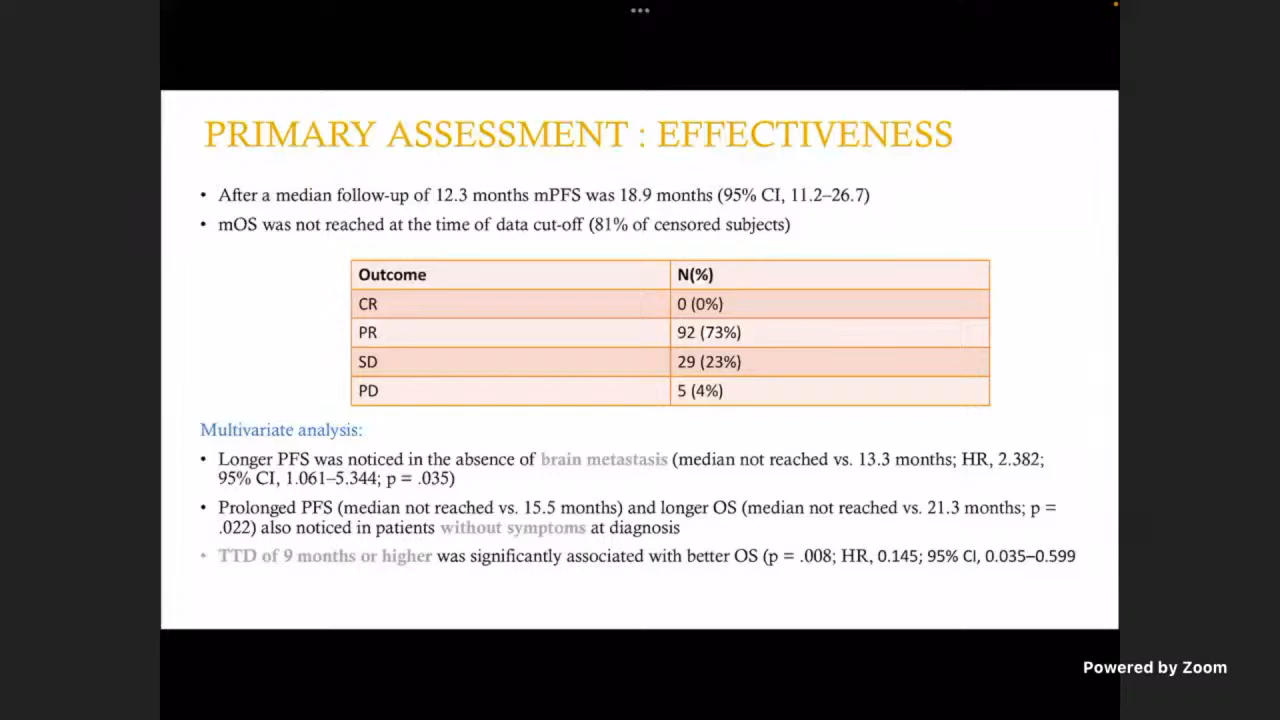 PRIMARY ASSESSMENT : EFFECTIVENESS
• After a median follow-up of 12.3 months mPFS was 18.9 months (95% CI, 11.2–26.7)
• mOS was not reached at the time of data cut-off (81% of censored subjects)
Outcome N(%)
CR 0 (0%)
PR 92 (73%)
SD 29 (23%)
PD 5 (4%)
Multivariate analysis:
• Longer PFS was noticed in the absence of brain metastasis (median not reached vs. 13.3 months; HR, 2.382;
95% CI, 1.061–5.344; p = .035)
• Prolonged PFS (median not reached vs. 15.5 months) and longer OS (median not reached vs. 21.3 months; p =
.022) also noticed in patients without symptoms at diagnosis
• TTD of 9 months or higher was significantly associated with better OS (p = .008; HR, 0.145; 95% CI, 0.035–0.599
Powered by Zoom